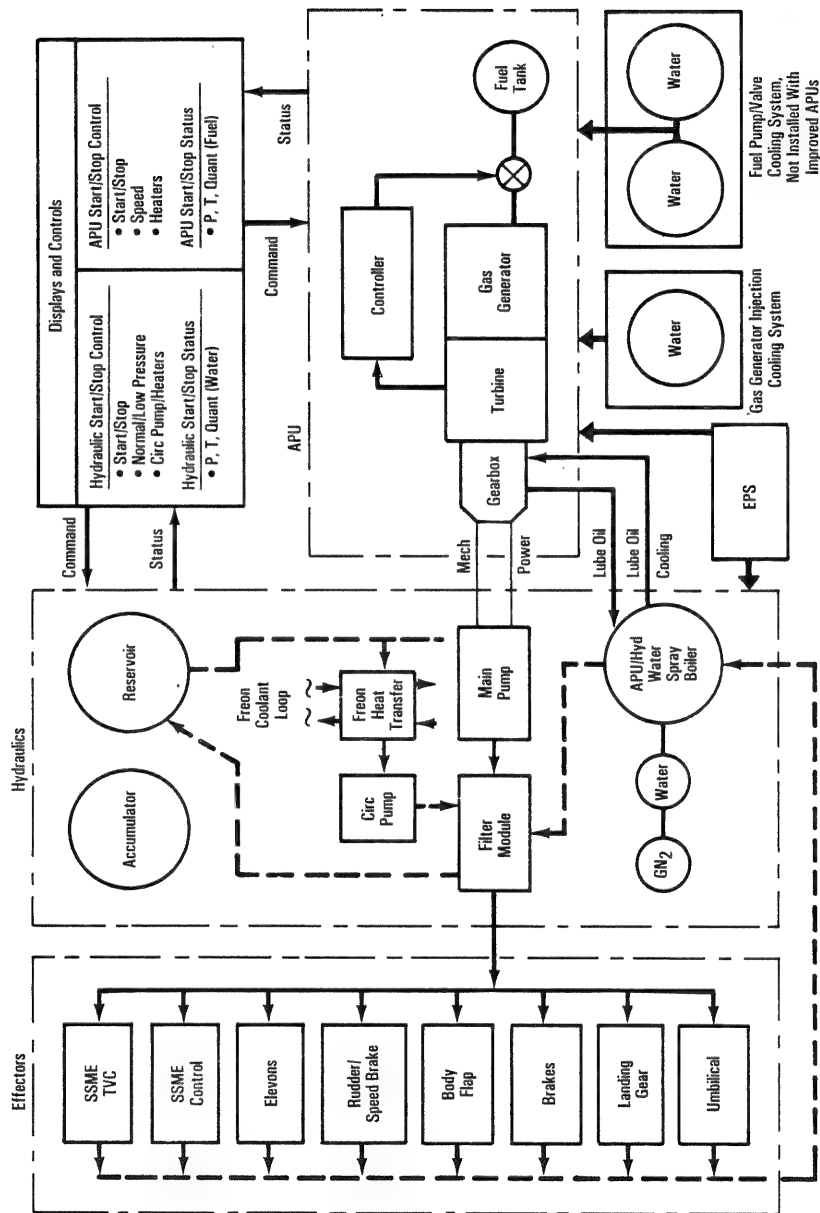 Effectors
SSME
TVC
SSME
Control
Elevons
Rudder/
Speed Brake
Body
Flap
Brakes
Landing
Gear
Umbilical
Hydraulics
Accumulator
Reservoir
Freon
Coolant
Loop
Freon
Heat
Transfer
Circ
Pump
Filter
Module
Main
Pump
GN2
Water
APU/Hyd
Water
Spray
Boiler
Command
Status
Displays and Controls
Hydraulic Start/Stop Control
• Start/Stop
• Normal/Low Pressure
• Circ Pump/Heaters
Hydraulic Start/Stop Status
• P, T, Quant (Water)
APU Start/Stop Control
• Start/Stop
• Speed
• Heaters
APU Start/Stop Status
• P, T, Quant (Fuel)
Command
Status
APU
Controller
Fuel
Tank
Gas
Generator
Turbine
Gearbox
Mech
Power
Lube Oil
Lube Oil
Cooling
EPS
Water
Gas Generator Injection
Cooling System
Water
Water
Fuel Pump/Valve
Cooling System,
Not Installed With
Improved APUs